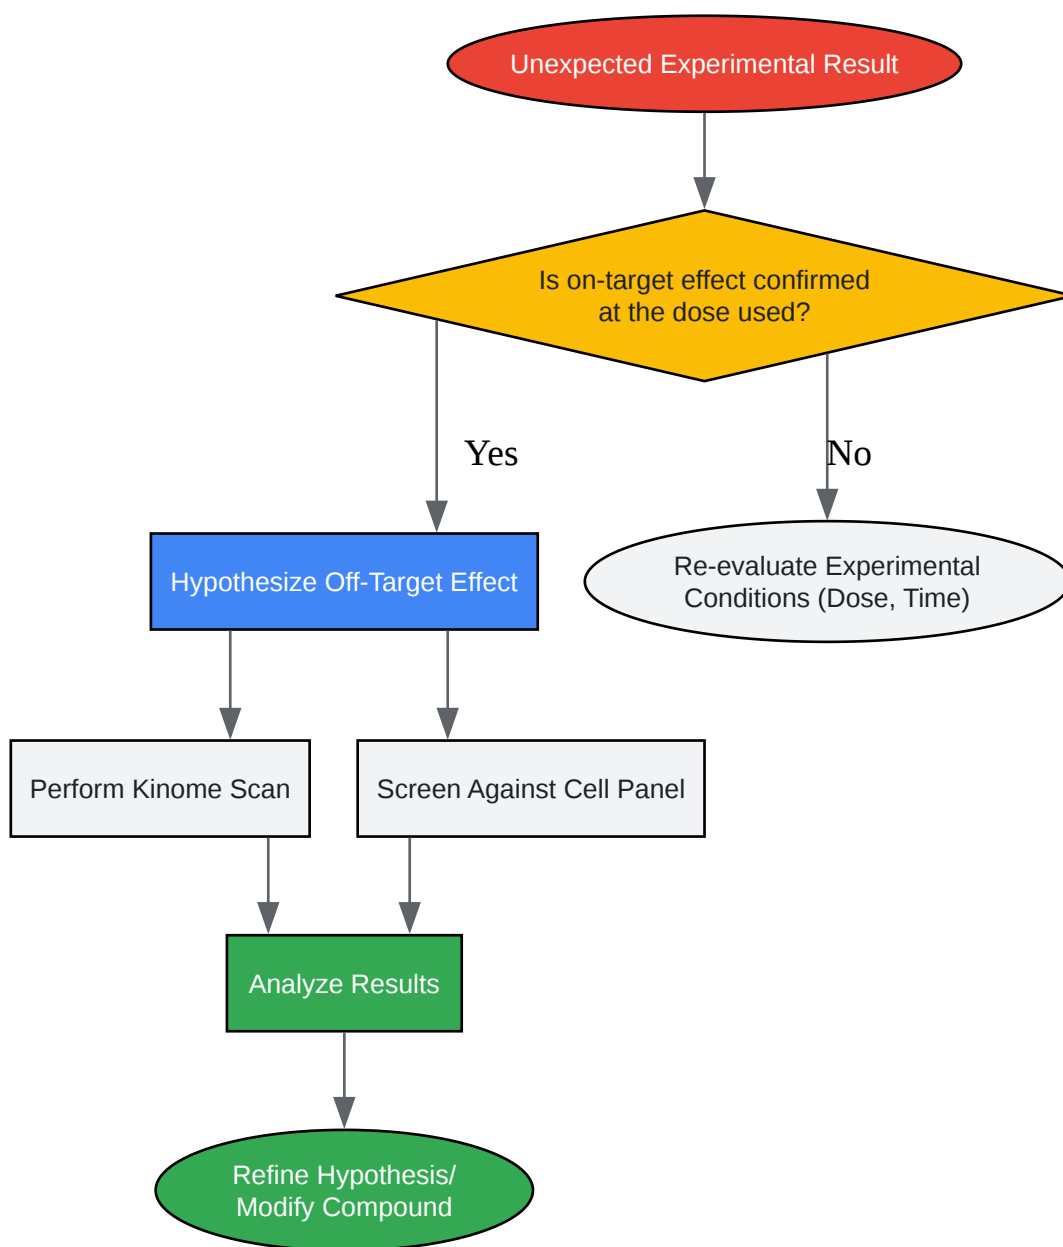 Unexpected Experimental Result
Is on-target effect confirmed
at the dose used?
Yes
No
Hypothesize Off-Target Effect
Re-evaluate Experimental
Conditions (Dose, Time)
Perform Kinome Scan
Screen Against Cell Panel
Analyze Results
Refine Hypothesis/
Modify Compound